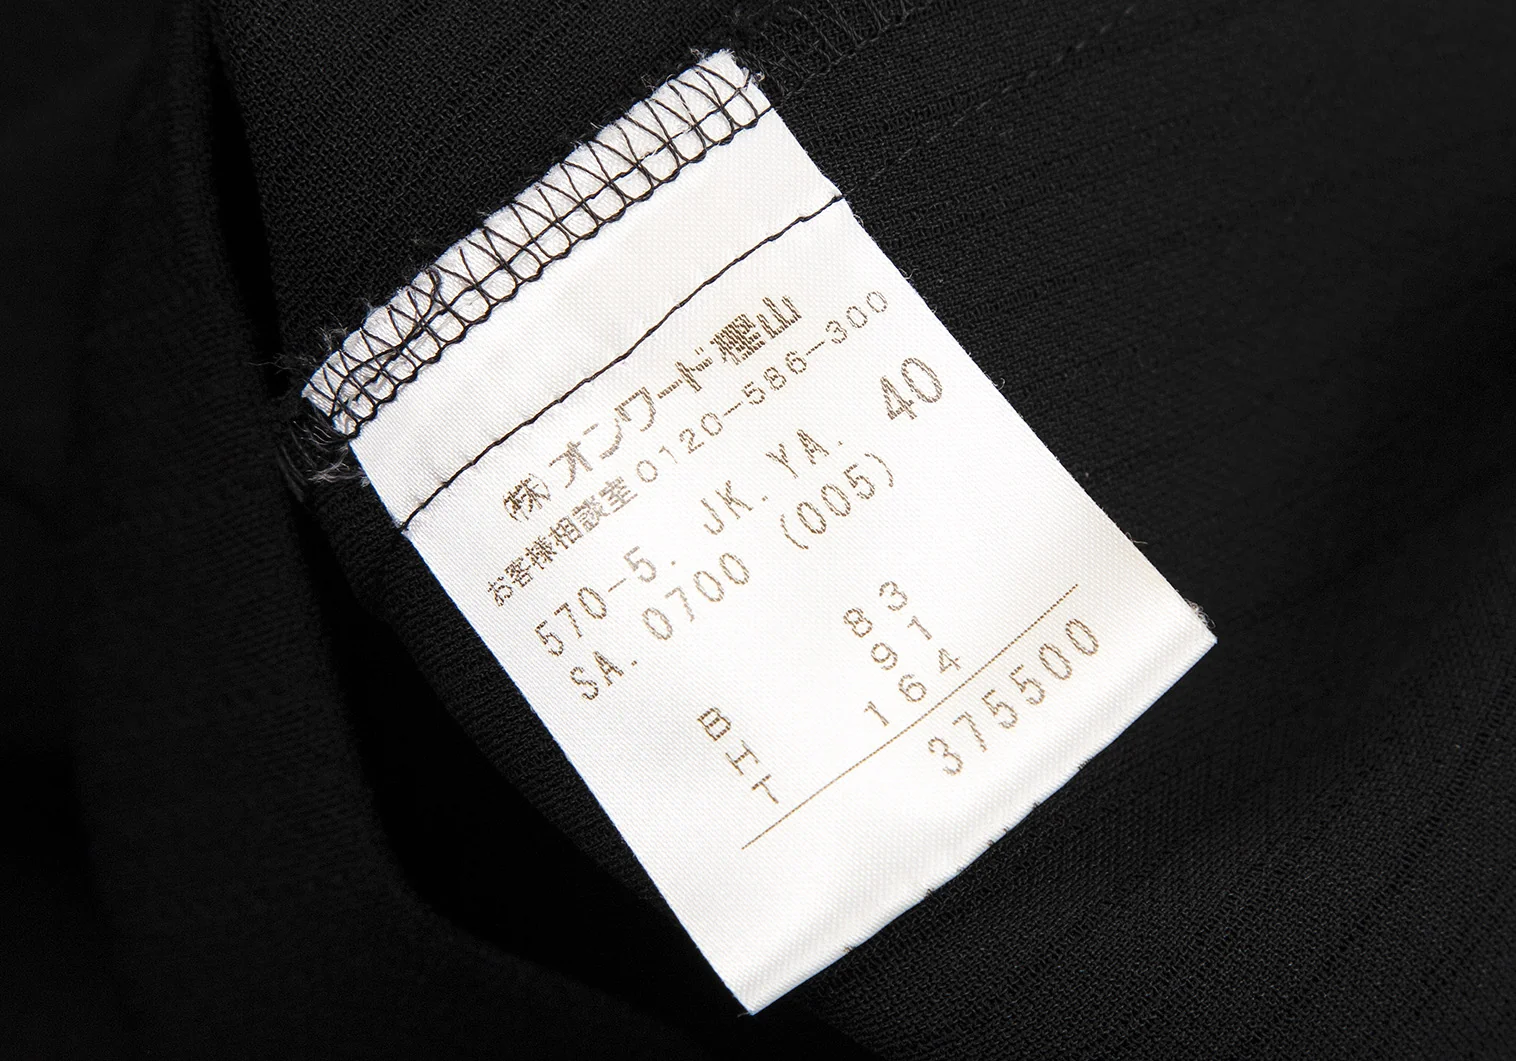 ㈱オンワード樫山
お客様相談室0120-586-300
570-5. JK. YA. 40
SA. 0700 (005)
B 83
H 91
T 164
375500